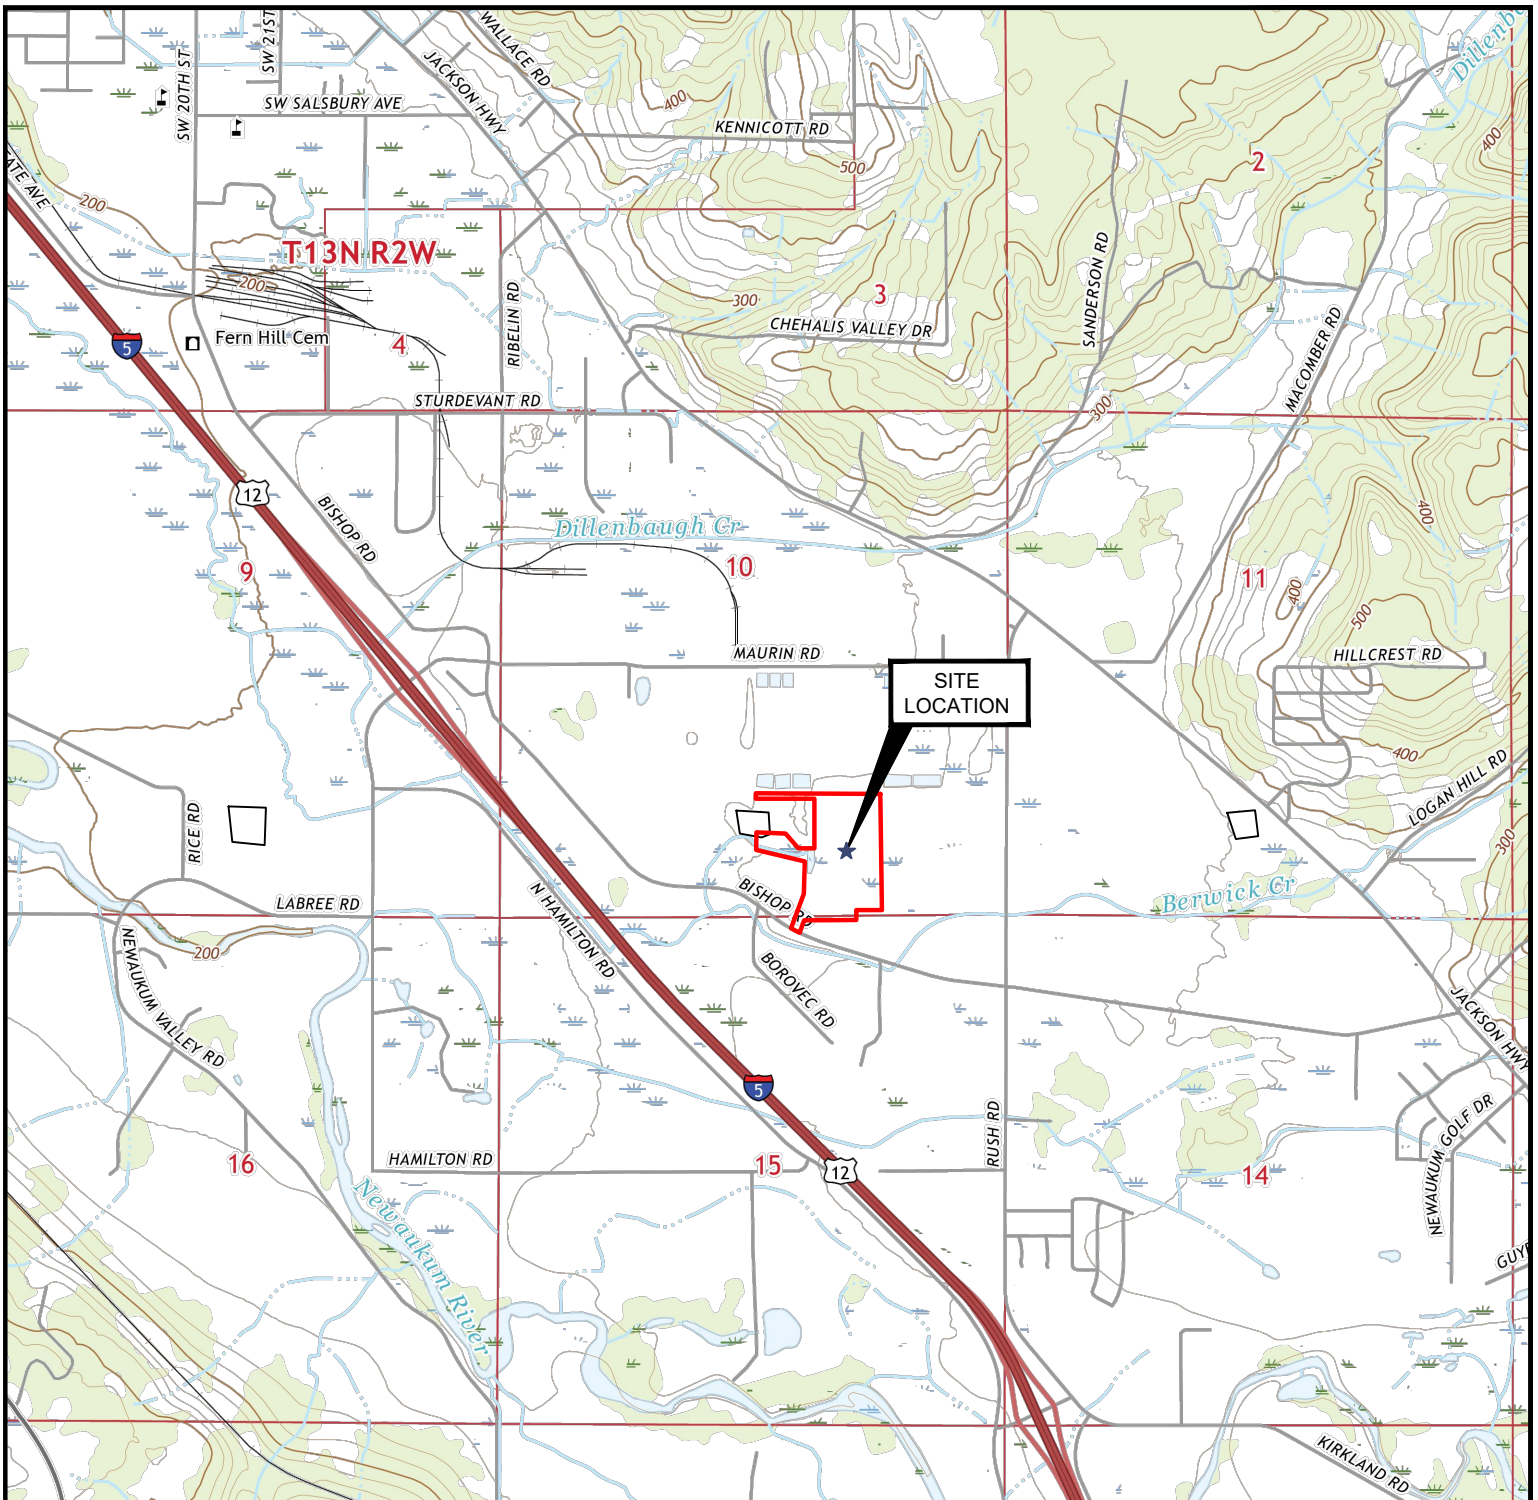 SW 20TH ST
SW 21ST
WALLACE RD
JACKSON HWY
SW SALSBURY AVE
KENNICOTT RD
400
500
2
400
200
T13N R2W
200
3
300
CHEHALIS VALLEY DR
SANDERSON RD
MACOMBER RD
RIBELIN RD
5
Fern Hill Cem
4
STURDEVANT RD
300
12
BISHOP RD
Dillenbaugh Cr
400
9
10
11
400
500
MAURIN RD
HILLCREST RD
SITE
LOCATION
400
LOGAN HILL RD
RICE RD
300
BISHOP RD
Berwick Cr
LABREE RD
N HAMILTON RD
200
NEWAUKUM VALLEY RD
BOROVEC RD
JACKSON HWY
5
RUSH RD
NEWAUKUM GOLF DR
HAMILTON RD
16
15
12
14
Newaukum River
KIRKLAND RD